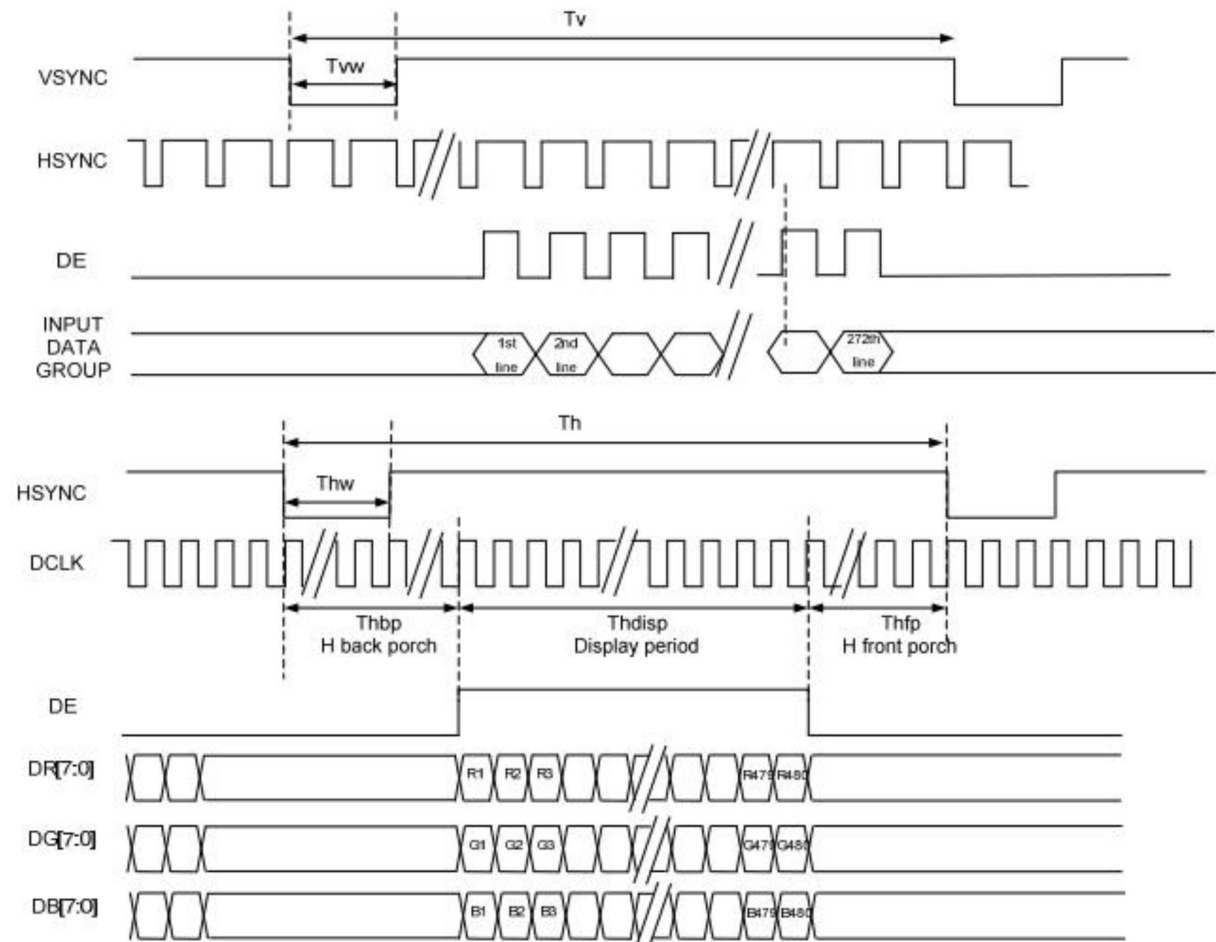 Tv
VSYNC
Tvw
HSYNC
DE
INPUT
DATA
GROUP
1st
line
2nd
line
272th
line
Th
HSYNC
Thw
DCLK
Thbp
H back porch
Thdisp
Display period
Thfp
H front porch
DE
DR[7:0]
R1 R2 R3 R479 R480
DG[7:0]
G1 G2 G3 G479 G480
DB[7:0]
B1 B2 B3 B479 B480